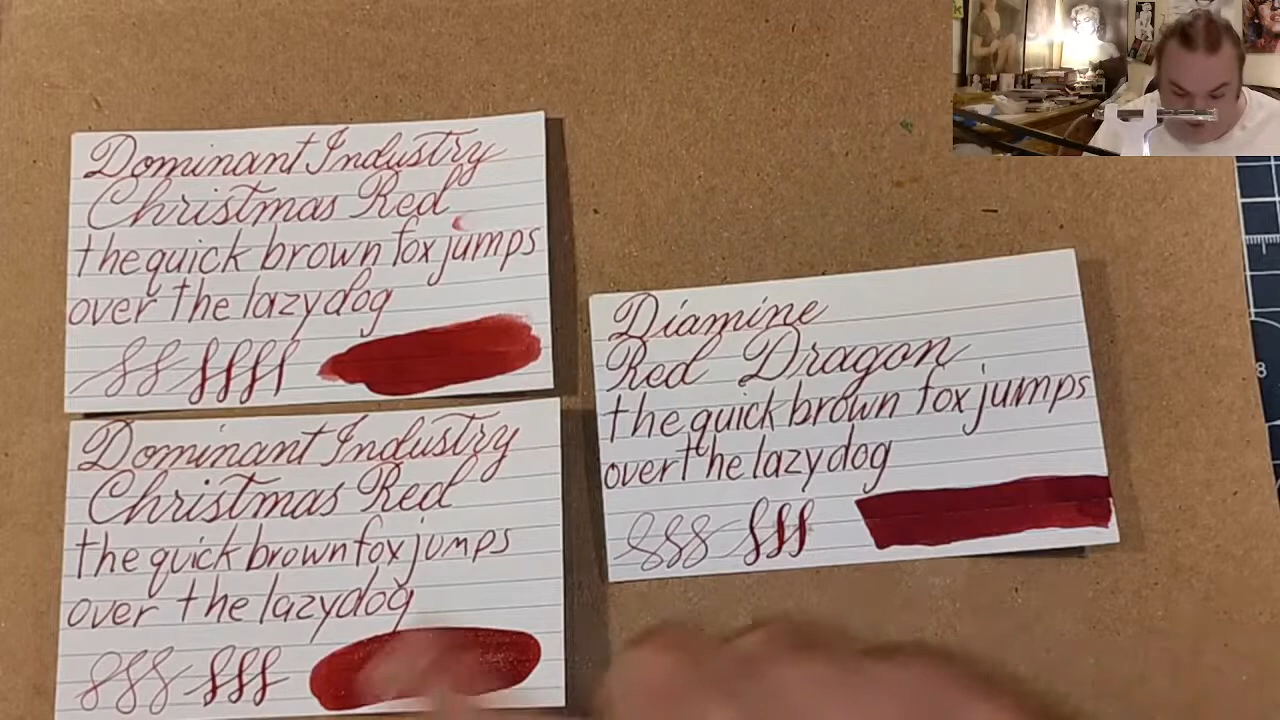 Dominant Industry
Christmas Red
the quick brown fox jumps
over the lazy dog
Dominant Industry
Christmas Red
the quick brown fox jumps
over the lazy dog
Diamine
Red Dragon
the quick brown fox jumps
over the lazy dog
8